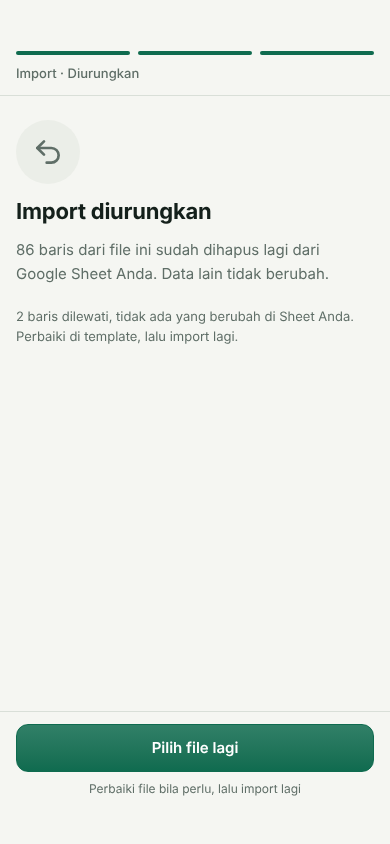 Import · Diurungkan
Import diurungkan
86 baris dari file ini sudah dihapus lagi dari
Google Sheet Anda. Data lain tidak berubah.
2 baris dilewati, tidak ada yang berubah di Sheet Anda.
Perbaiki di template, lalu import lagi.
Pilih file lagi
Perbaiki file bila perlu, lalu import lagi